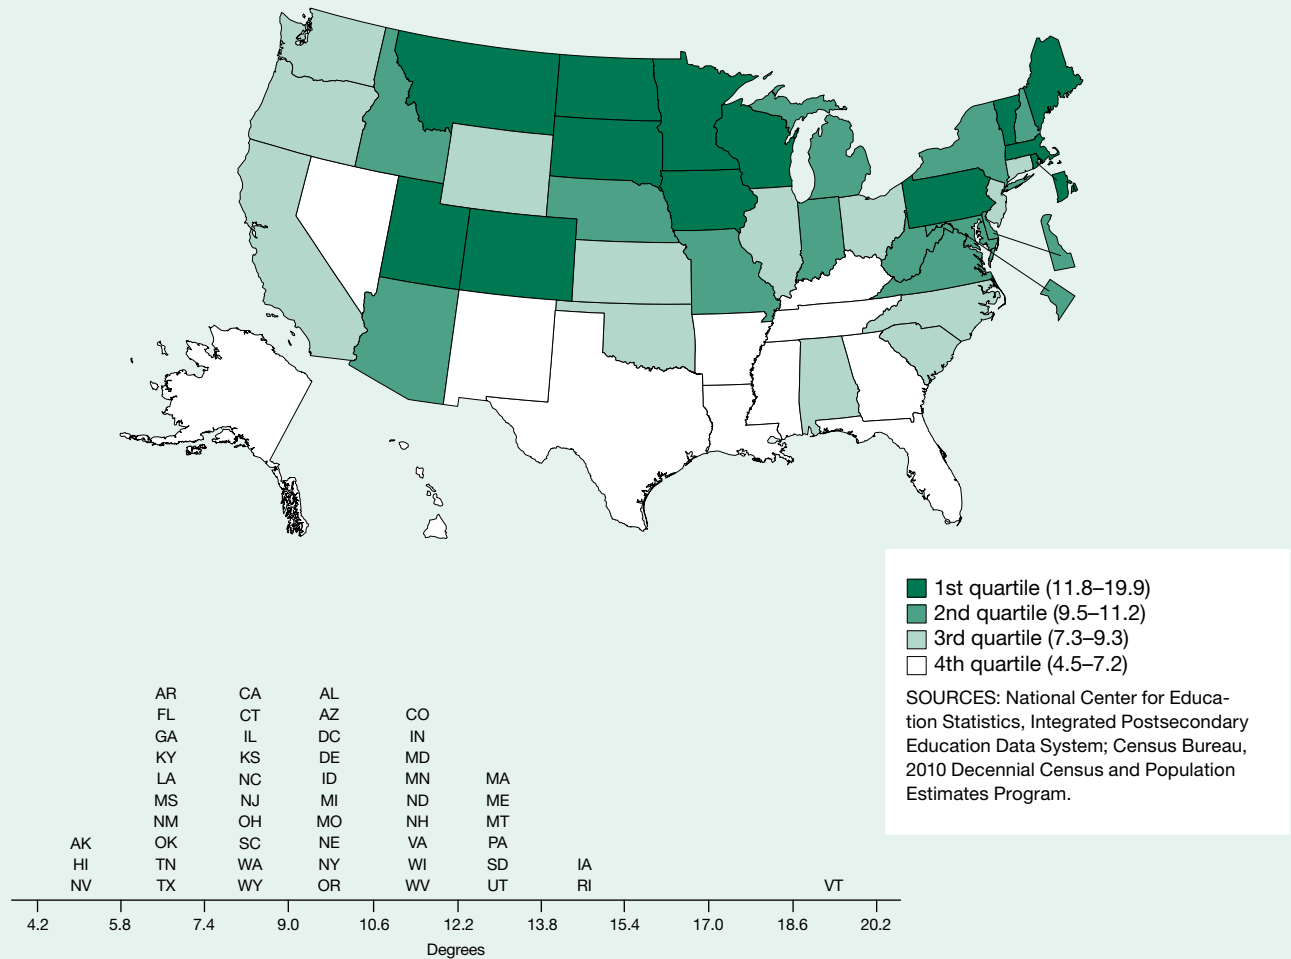 1st quartile (11.8–19.9)
2nd quartile (9.5–11.2)
3rd quartile (7.3–9.3)
4th quartile (4.5–7.2)
SOURCES: National Center for Educa-
tion Statistics, Integrated Postsecondary
Education Data System; Census Bureau,
2010 Decennial Census and Population
Estimates Program.
AR CA AL
FL CT AZ CO
GA IL DC IN
KY KS DE MD
LA NC ID MN MA
MS NJ MI ND ME
NM OH MO NH MT
AK OK SC NE VA PA
HI TN WA NY WI SD IA
NV TX WY OR WV UT RI VT
4.2 5.8 7.4 9.0 10.6 12.2 13.8 15.4 17.0 18.6 20.2
Degrees